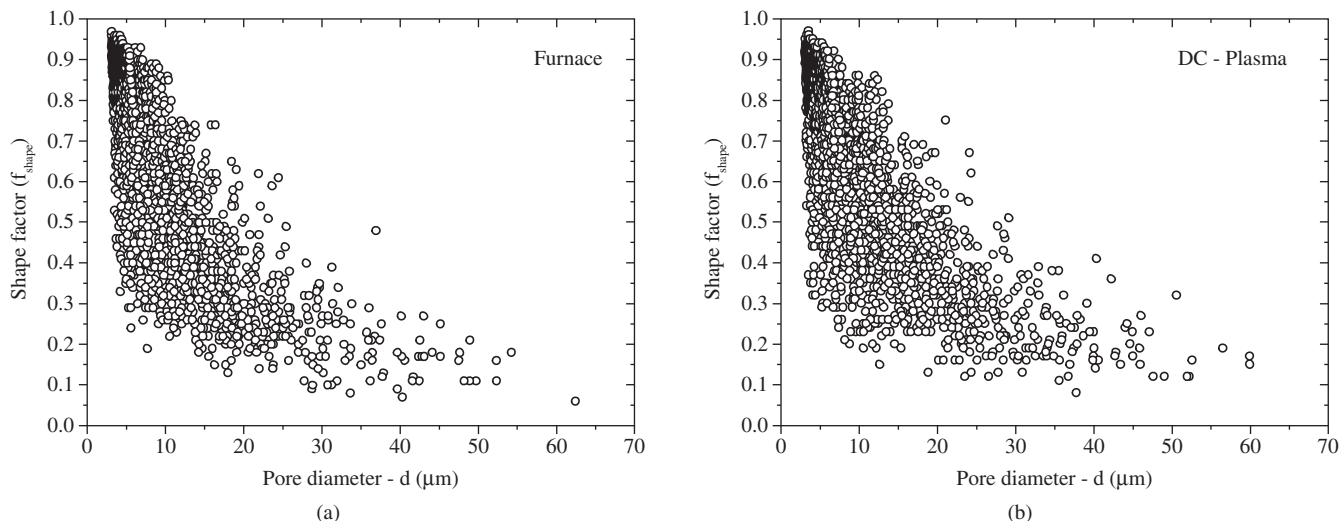 1.0
0.9
0.8
0.7
0.6
0.5
0.4
0.3
0.2
0.1
0.0
Shape factor (f_shape)
Furnace
0 10 20 30 40 50 60 70
Pore diameter - d (μm)
(a)
1.0
0.9
0.8
0.7
0.6
0.5
0.4
0.3
0.2
0.1
0.0
Shape factor (f_shape)
DC - Plasma
0 10 20 30 40 50 60 70
Pore diameter - d (μm)
(b)